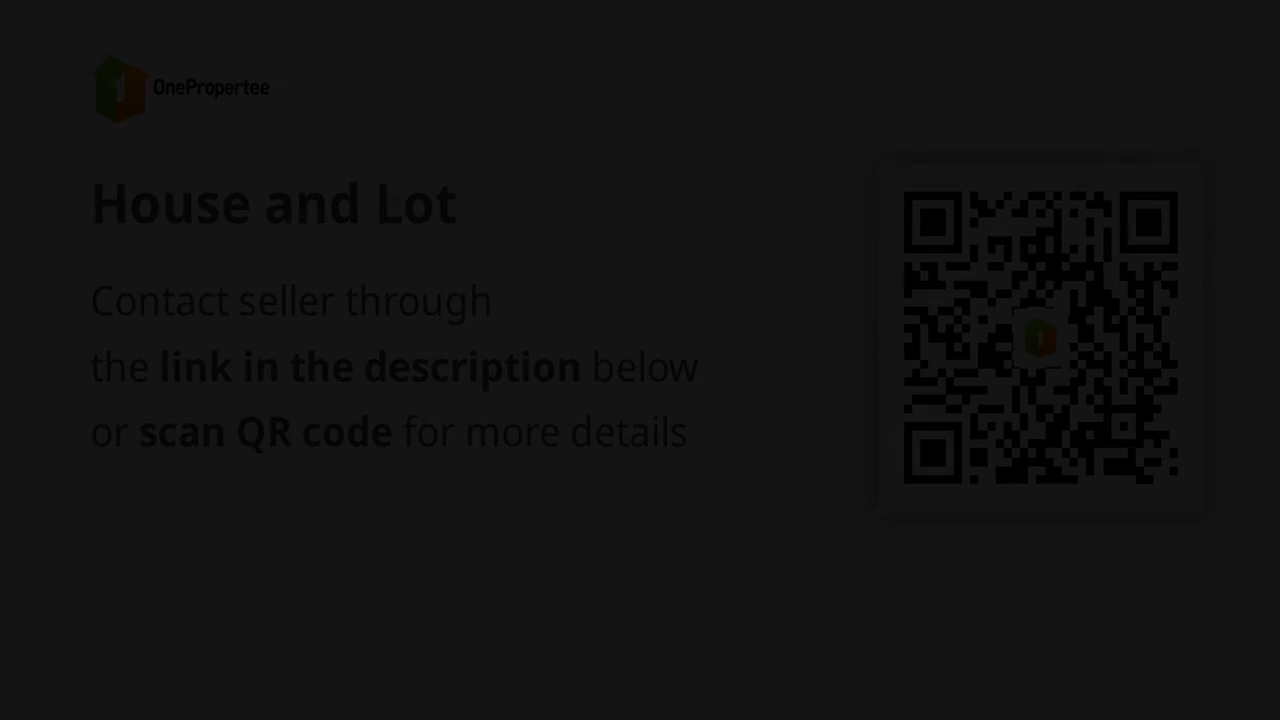 OnePropertee
House and Lot
Contact seller through
the link in the description below
or scan QR code for more details